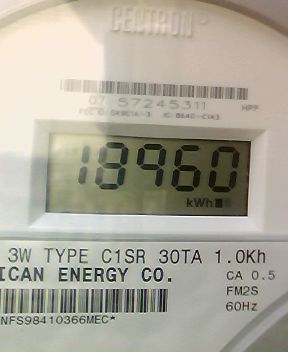 CENTRON®
07 57245311 HPP
18960
kWh
3W TYPE C1SR 30TA 1.0Kh
ICAN ENERGY CO. CA 0.5
FM2S
60Hz
NFS98410366MEC*